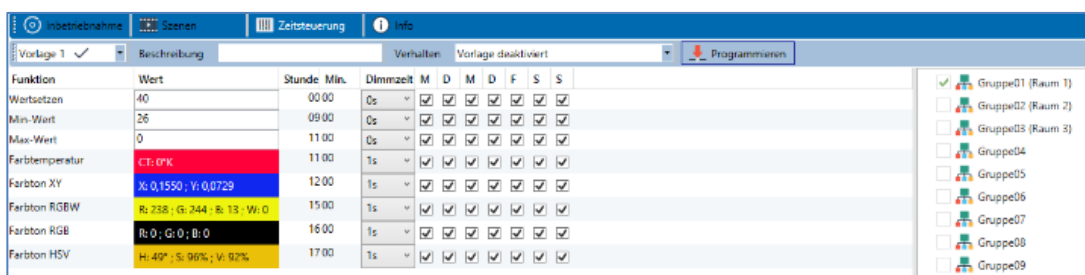 Inbetriebnahme Szenen Zeitsteuerung Info
Vorlage 1 Beschreibung Verhalten Vorlage deaktiviert Programmieren
Funktion Wert Stunde Min. Dimmzeit M D M D F S S
Wertsetzen 40 00 00 0s
Min-Wert 26 09 00 0s
Max-Wert 0 11 00 0s
Farbtemperatur CT: 0°K 11 00 1s
Farbton XY X: 0,1550 ; Y: 0,0729 12 00 1s
Farbton RGBW R: 238 ; G: 244 ; B: 13 ; W: 0 15 00 1s
Farbton RGB R: 0 ; G: 0 ; B: 0 16 00 1s
Farbton HSV H: 49° ; S: 96% ; V: 92% 17 00 1s
Gruppe01 (Raum 1)
Gruppe02 (Raum 2)
Gruppe03 (Raum 3)
Gruppe04
Gruppe05
Gruppe06
Gruppe07
Gruppe08
Gruppe09